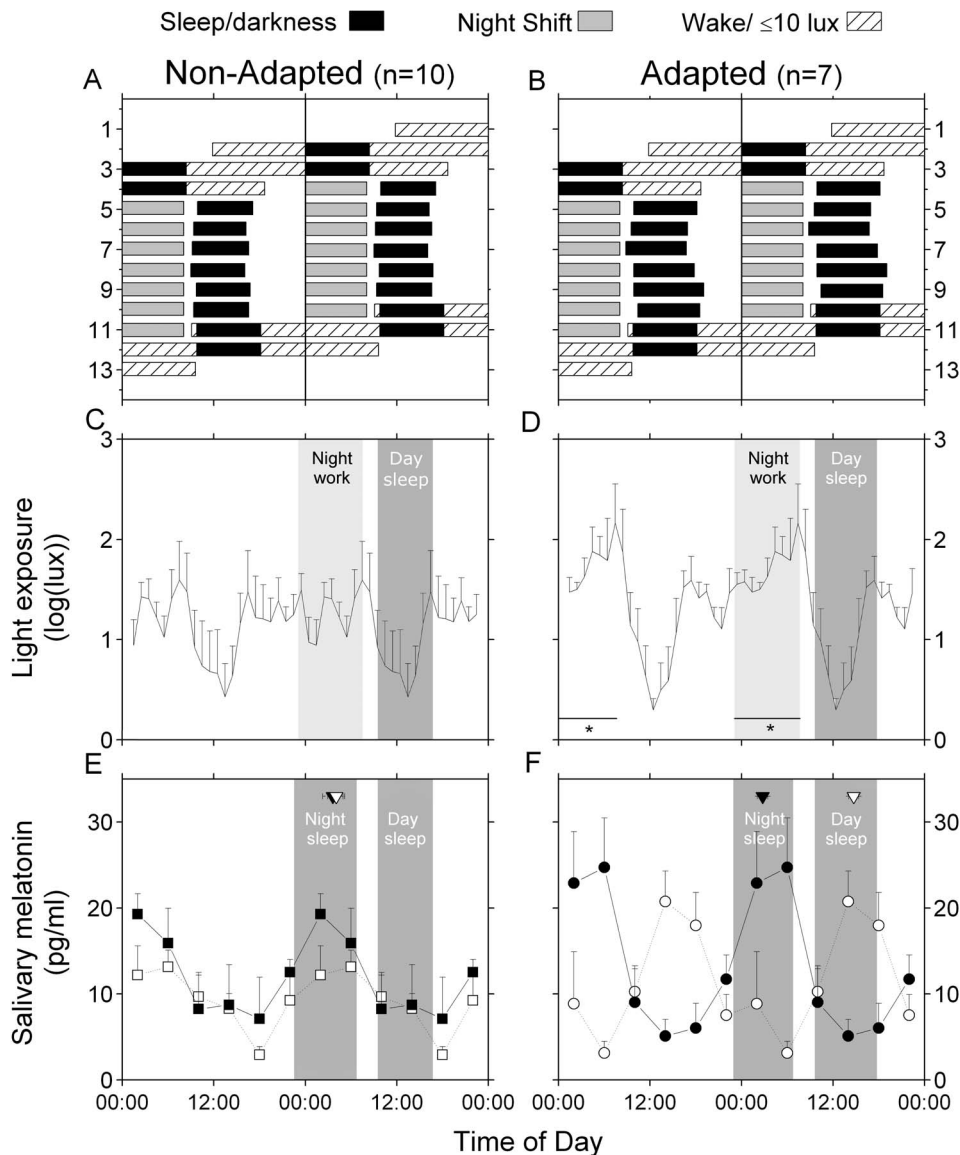 Sleep/darkness Night Shift Wake/ ≤10 lux
A Non-Adapted (n=10) B Adapted (n=7)
1 1
3 3
5 5
7 7
9 9
11 11
13 13
C D
3 3
2 2
1 1
0 0
Night work
Day sleep
Night work
Day sleep
Light exposure
(log(lux))
* *
E F
30 30
20 20
10 10
0 0
Night sleep
Day sleep
Night sleep
Day sleep
Salivary melatonin
(pg/ml)
00:00 12:00 00:00 12:00 00:00 12:00 00:00 12:00 00:00
Time of Day